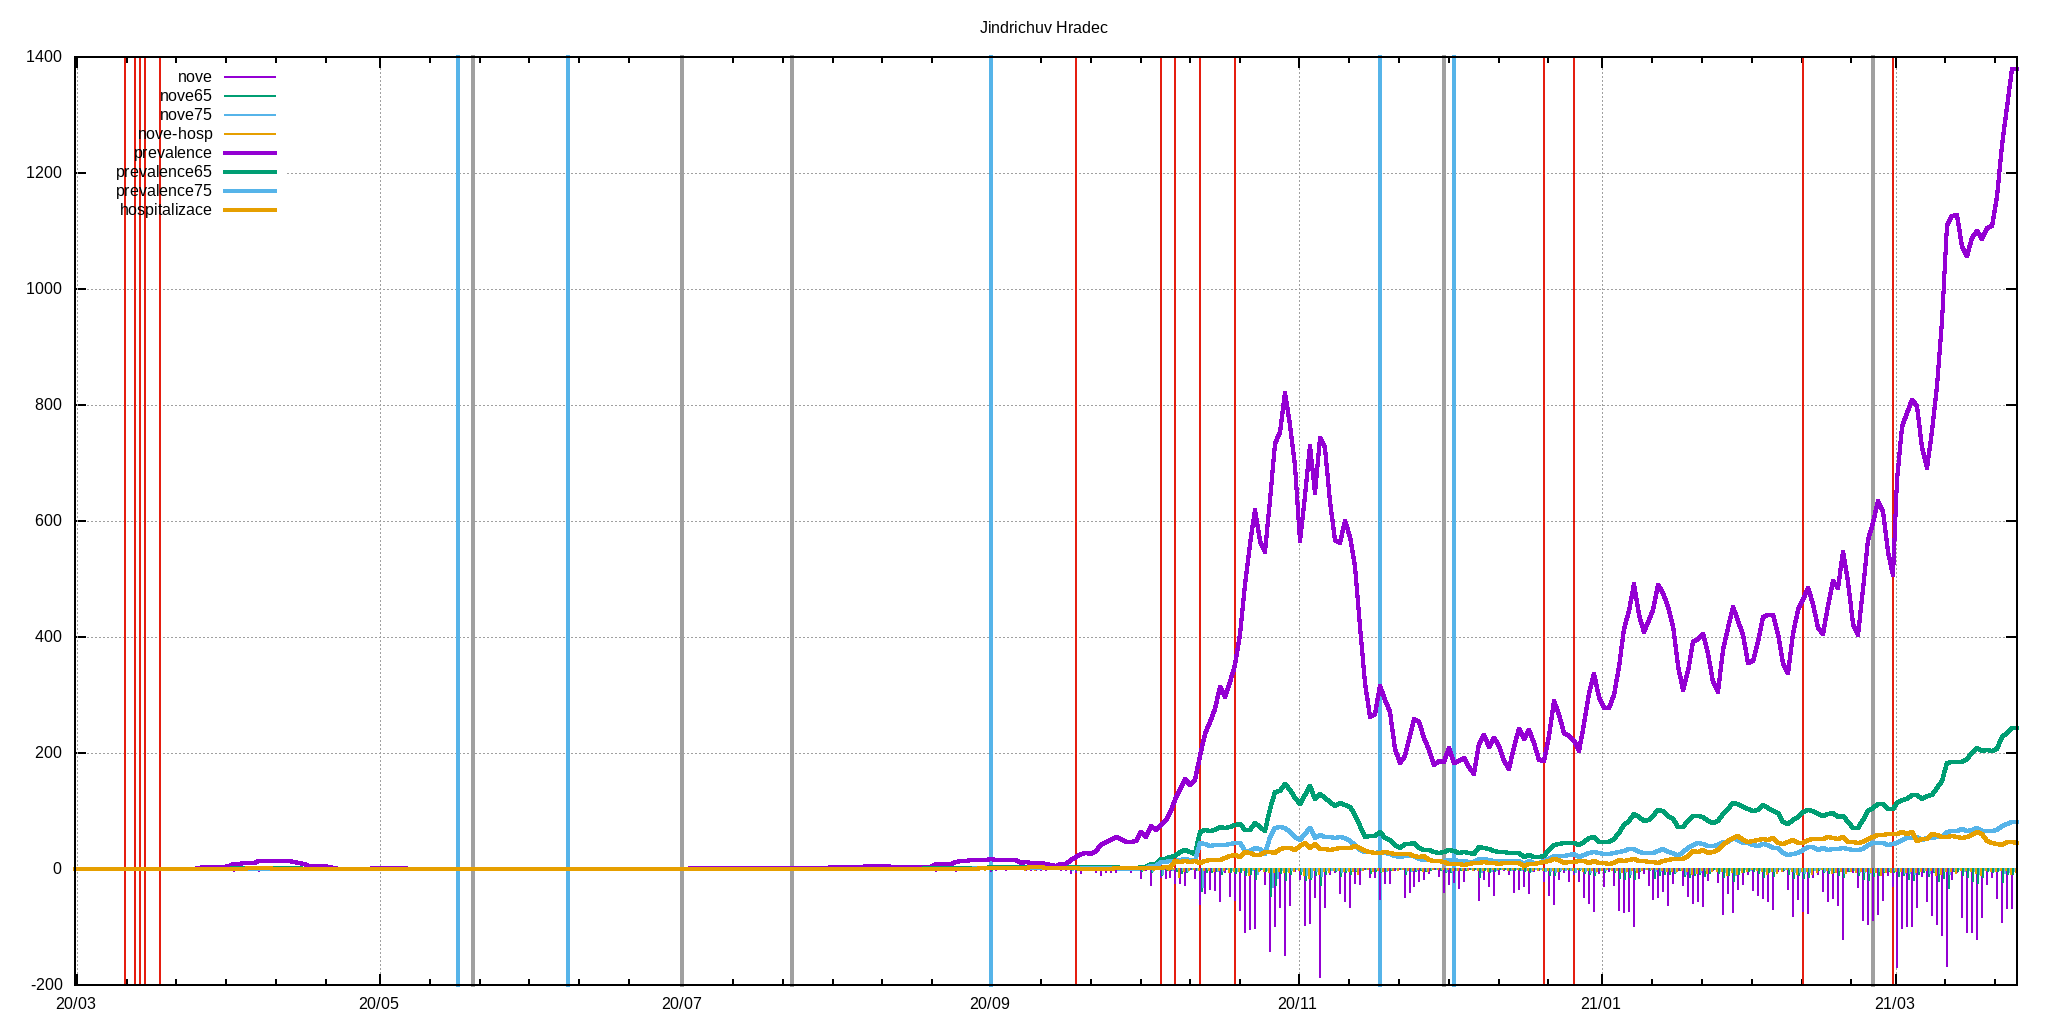 Jindrichuv Hradec
1400
nove
nove65
nove75
nove-hosp
prevalence
prevalence65
prevalence75
hospitalizace
1200
1000
800
600
400
200
0
-200
20/03 20/05 20/07 20/09 20/11 21/01 21/03